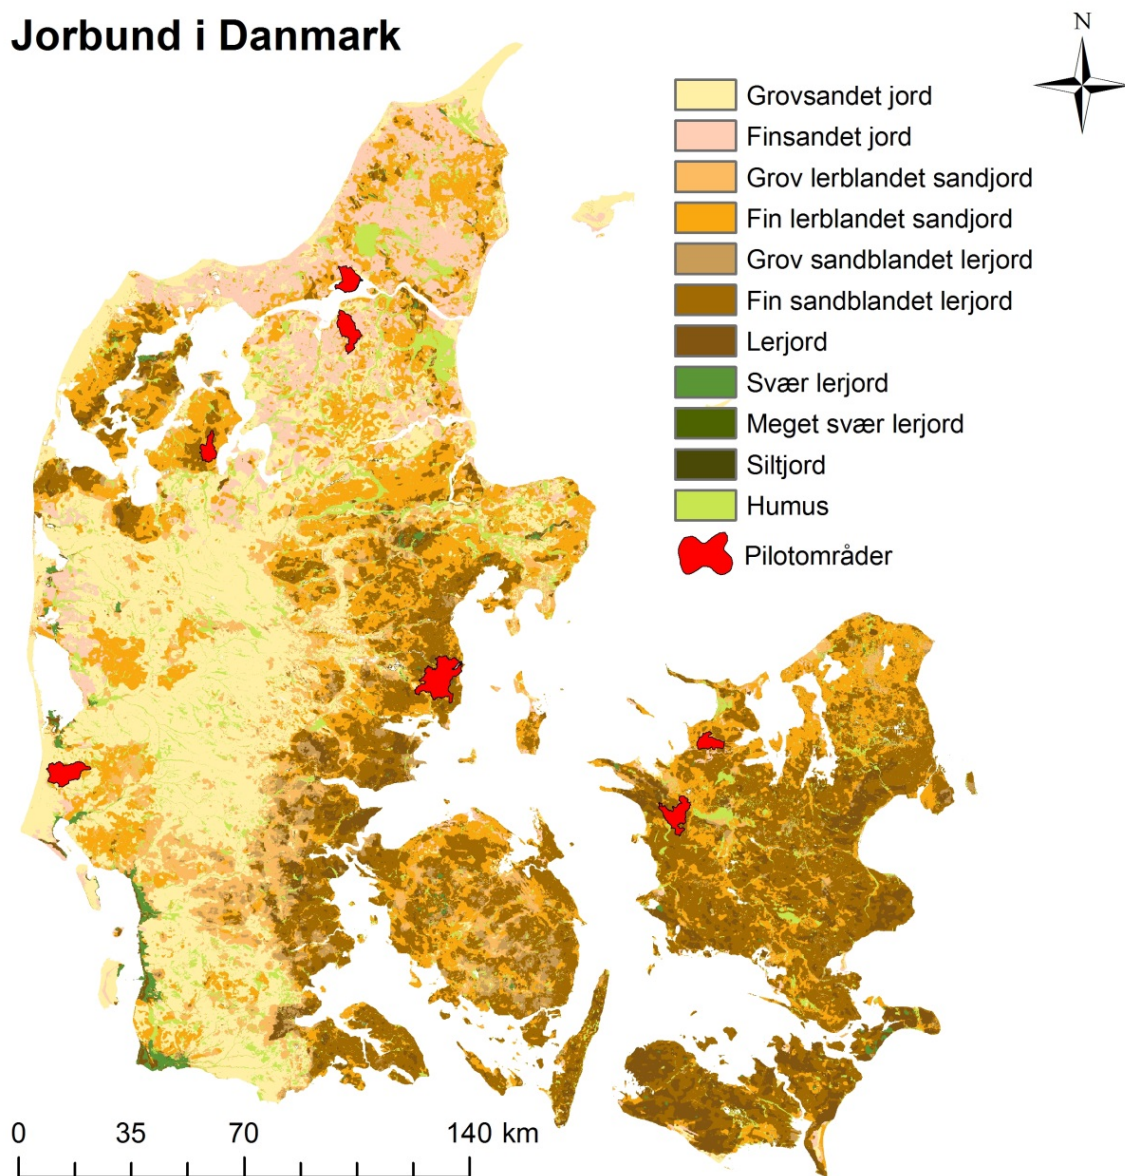 Jorbund i Danmark
N
Grovsandet jord
Finsandet jord
Grov lerblandet sandjord
Fin lerblandet sandjord
Grov sandblandet lerjord
Fin sandblandet lerjord
Lerjord
Svær lerjord
Meget svær lerjord
Siltjord
Humus
Pilotområder
0 35 70 140 km